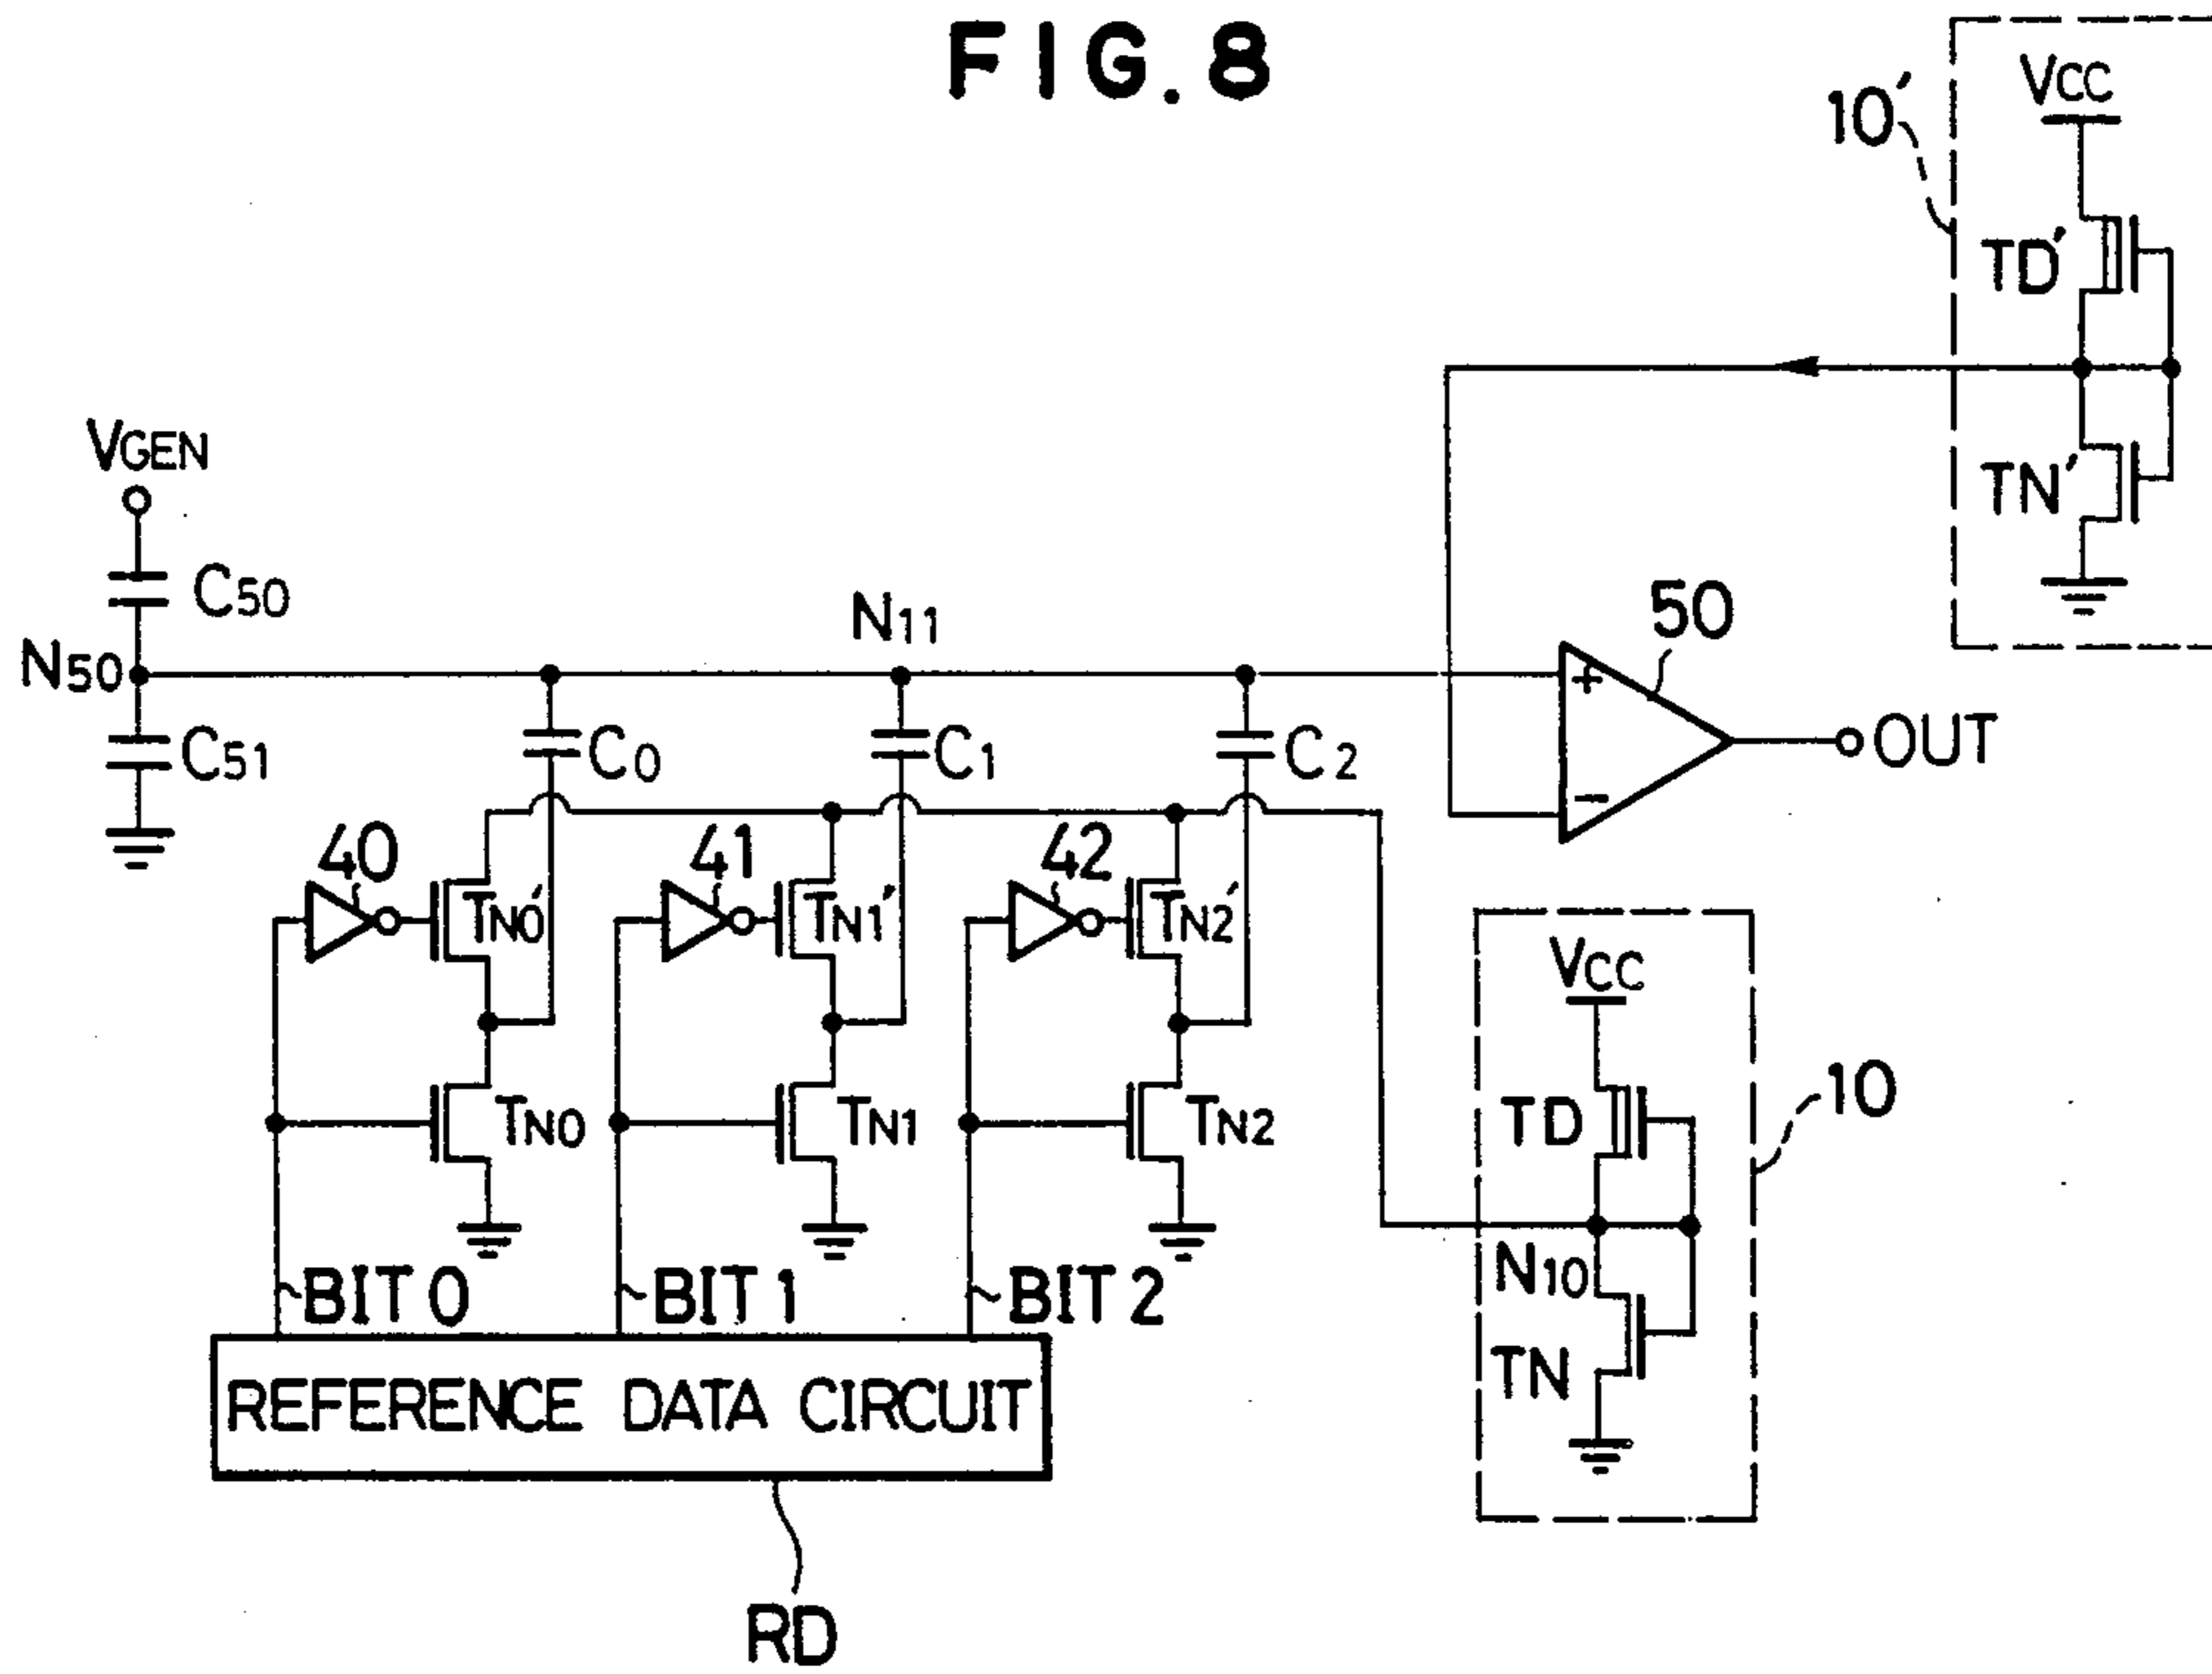 FIG. 8
10′
VCC
TD′
TN′
VGEN
C50
N50
C51
N11
50
+
−
OUT
C0
C1
C2
40
41
42
TN0′
TN1′
TN2′
TN0
TN1
TN2
VCC
TD
10
N10
TN
BIT 0
BIT 1
BIT 2
REFERENCE DATA CIRCUIT
RD